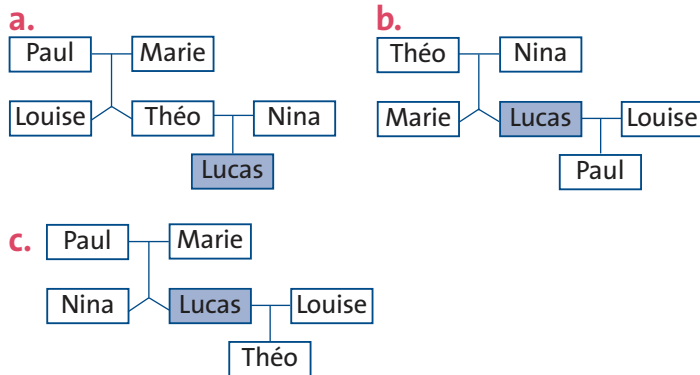 a.
Paul Marie
Louise Théo Nina
Lucas
b.
Théo Nina
Marie Lucas Louise
Paul
c.
Paul Marie
Nina Lucas Louise
Théo